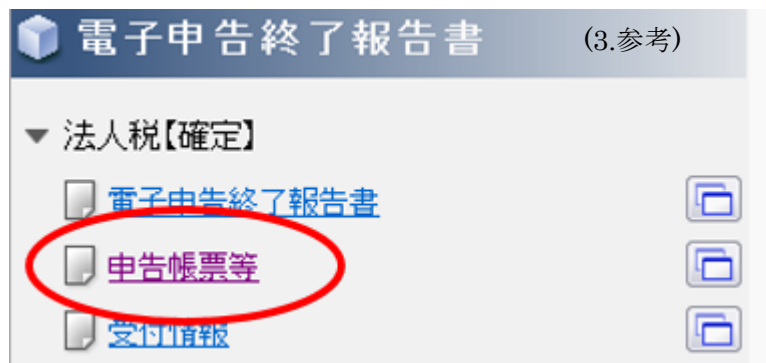 電子申告終了報告書 (3.参考)
▼ 法人税【確定】
電子申告終了報告書
申告帳票等
受付情報